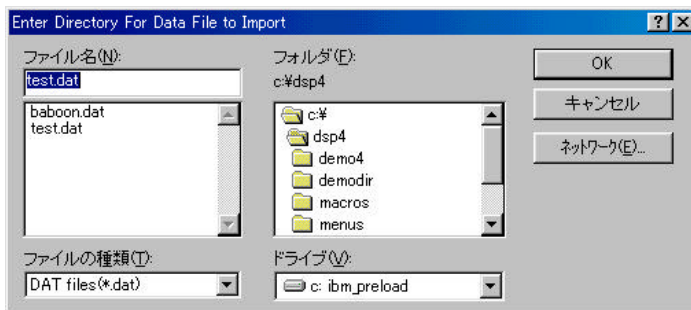 Enter Directory For Data File to Import
ファイル名(N):
test.dat
baboon.dat
test.dat
ファイルの種類(T):
DAT files(*.dat)
フォルダ(F):
c:¥dsp4
c:¥
dsp4
demo4
demodir
macros
menus
ドライブ(V):
c: ibm_preload
OK
キャンセル
ネットワーク(E)...